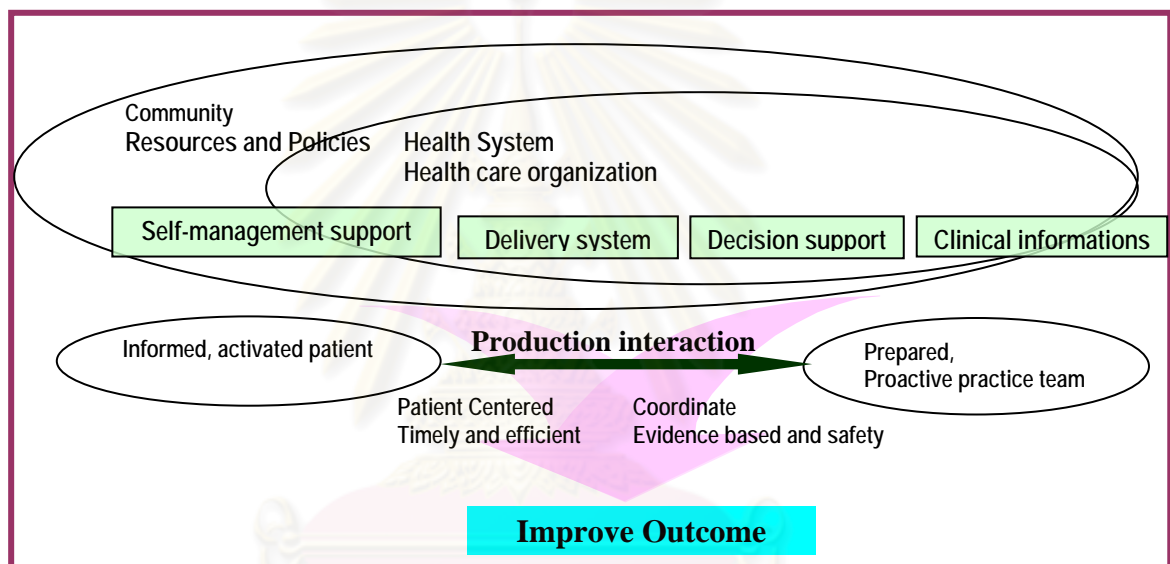 Community
Resources and Policies
Health System
Health care organization
Self-management support
Delivery system
Decision support
Clinical informations
Informed, activated patient
Production interaction
Prepared,
Proactive practice team
Patient Centered
Timely and efficient
Coordinate
Evidence based and safety
Improve Outcome